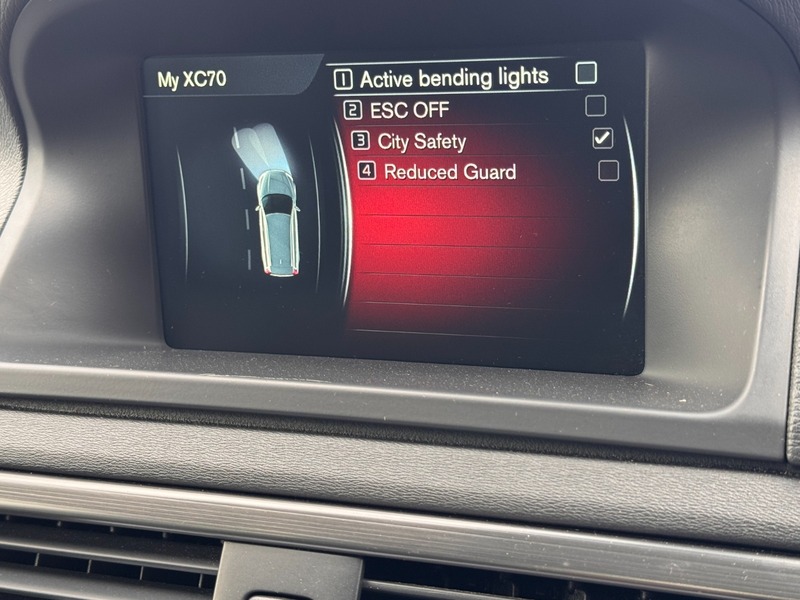 My XC70
1 Active bending lights
2 ESC OFF
3 City Safety
4 Reduced Guard